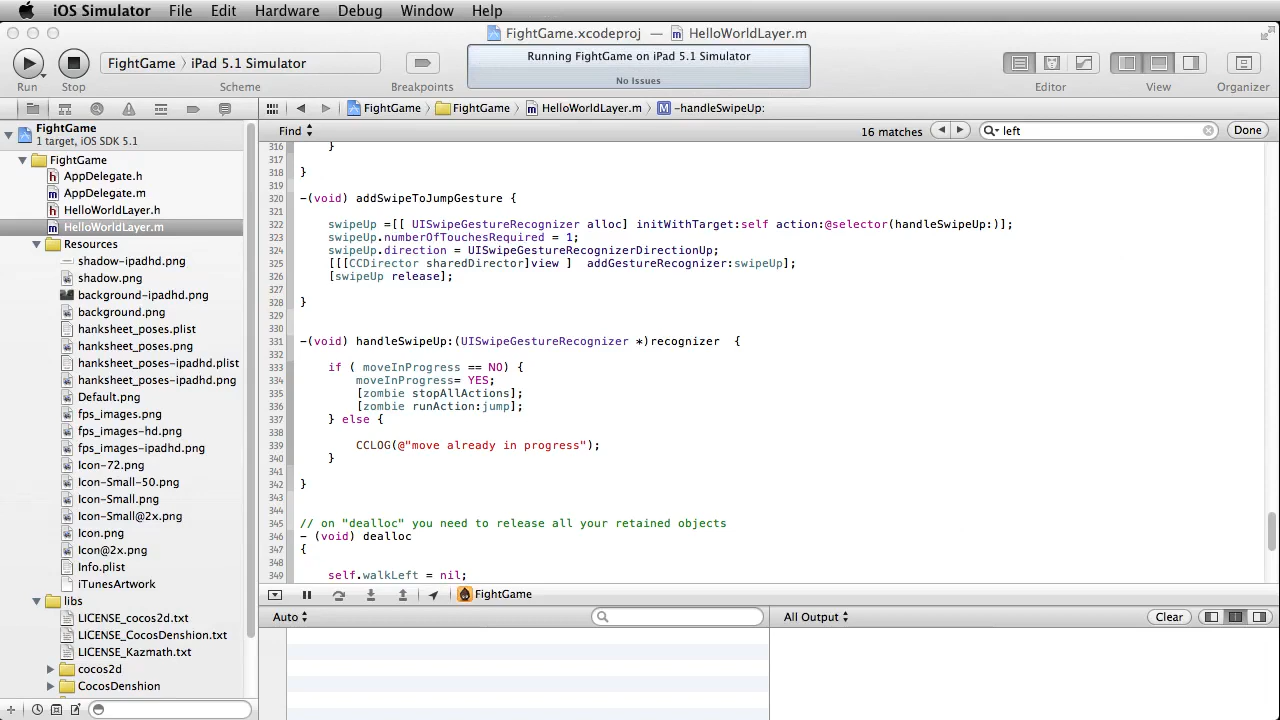 iOS Simulator File Edit Hardware Debug Window Help
FightGame.xcodeproj — HelloWorldLayer.m
Run Stop
FightGame 〉 iPad 5.1 Simulator
Scheme
Breakpoints
Running FightGame on iPad 5.1 Simulator
No Issues
Editor View Organizer
FightGame 〉 FightGame 〉 HelloWorldLayer.m 〉 M -handleSwipeUp:
Find 16 matches left Done
FightGame
1 target, iOS SDK 5.1
FightGame
h AppDelegate.h
m AppDelegate.m
h HelloWorldLayer.h
m HelloWorldLayer.m
Resources
shadow-ipadhd.png
shadow.png
background-ipadhd.png
background.png
hanksheet_poses.plist
hanksheet_poses.png
hanksheet_poses-ipadhd.plist
hanksheet_poses-ipadhd.png
Default.png
fps_images.png
fps_images-hd.png
fps_images-ipadhd.png
Icon-72.png
Icon-Small-50.png
Icon-Small.png
Icon-Small@2x.png
Icon.png
Icon@2x.png
Info.plist
iTunesArtwork
libs
LICENSE_cocos2d.txt
LICENSE_CocosDenshion.txt
LICENSE_Kazmath.txt
cocos2d
CocosDenshion
316 }
317
318 }
319
320 -(void) addSwipeToJumpGesture {
321
322 swipeUp =[[ UISwipeGestureRecognizer alloc] initWithTarget:self action:@selector(handleSwipeUp:)];
323 swipeUp.numberOfTouchesRequired = 1;
324 swipeUp.direction = UISwipeGestureRecognizerDirectionUp;
325 [[[CCDirector sharedDirector]view ] addGestureRecognizer:swipeUp];
326 [swipeUp release];
327
328 }
329
330
331 -(void) handleSwipeUp:(UISwipeGestureRecognizer *)recognizer {
332
333 if ( moveInProgress == NO) {
334 moveInProgress= YES;
335 [zombie stopAllActions];
336 [zombie runAction:jump];
337 } else {
338
339 CCLOG(@"move already in progress");
340 }
341
342 }
343
344
345 // on "dealloc" you need to release all your retained objects
346 - (void) dealloc
347 {
348
349 self.walkLeft = nil;
FightGame
Auto
All Output Clear